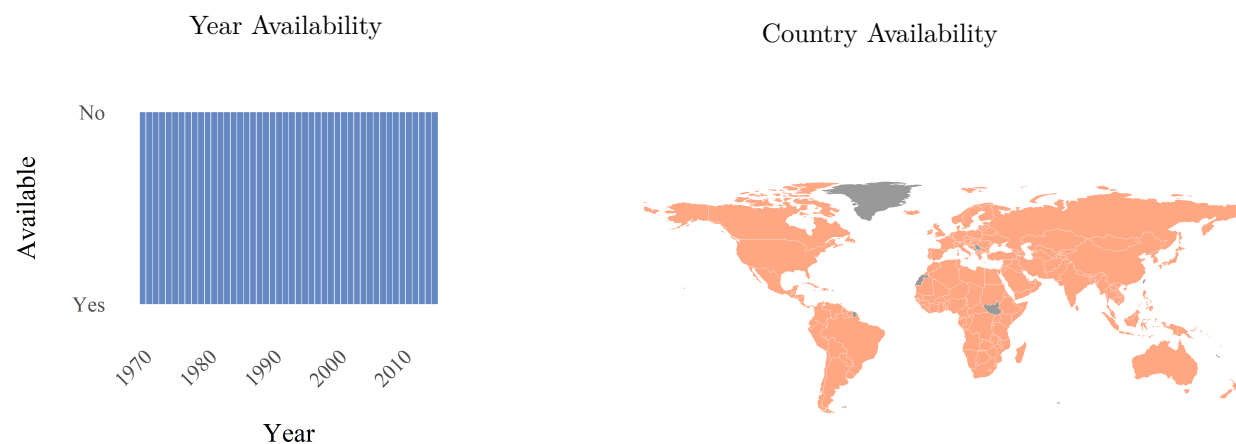 Year Availability
Country Availability
No
Available
Yes
1970
1980
1990
2000
2010
Year